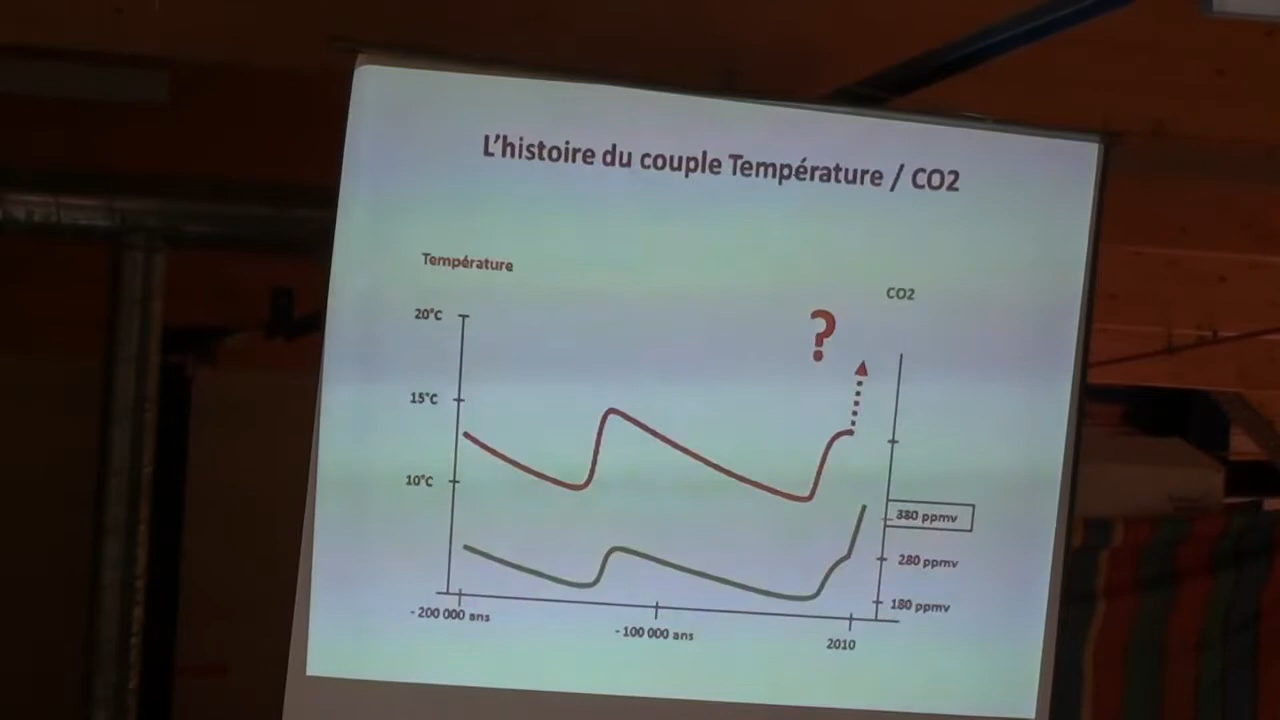 L'histoire du couple Température / CO2
Température
CO2
20°C
?
15°C
10°C
380 ppmv
280 ppmv
180 ppmv
- 200 000 ans
- 100 000 ans
2010